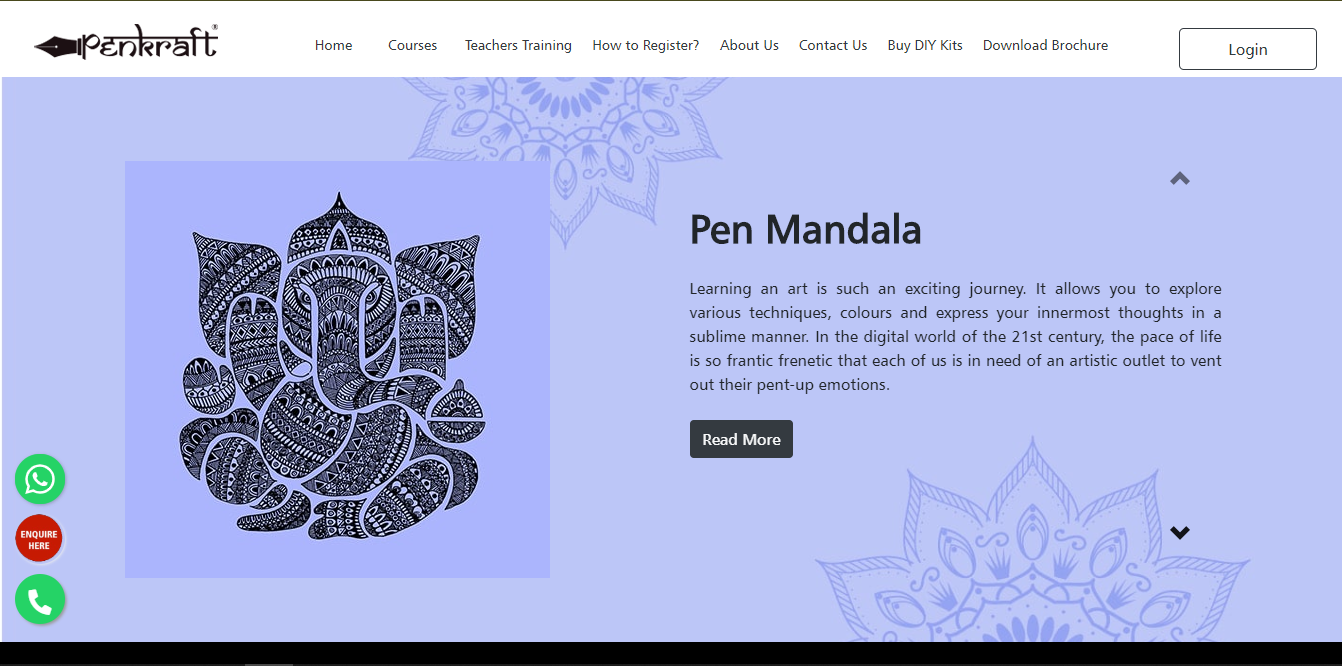 penkraft®
Home Courses Teachers Training How to Register? About Us Contact Us Buy DIY Kits Download Brochure
Login
Pen Mandala
Learning an art is such an exciting journey. It allows you to explore
various techniques, colours and express your innermost thoughts in a
sublime manner. In the digital world of the 21st century, the pace of life
is so frantic frenetic that each of us is in need of an artistic outlet to vent
out their pent-up emotions.
Read More
ENQUIRE
HERE